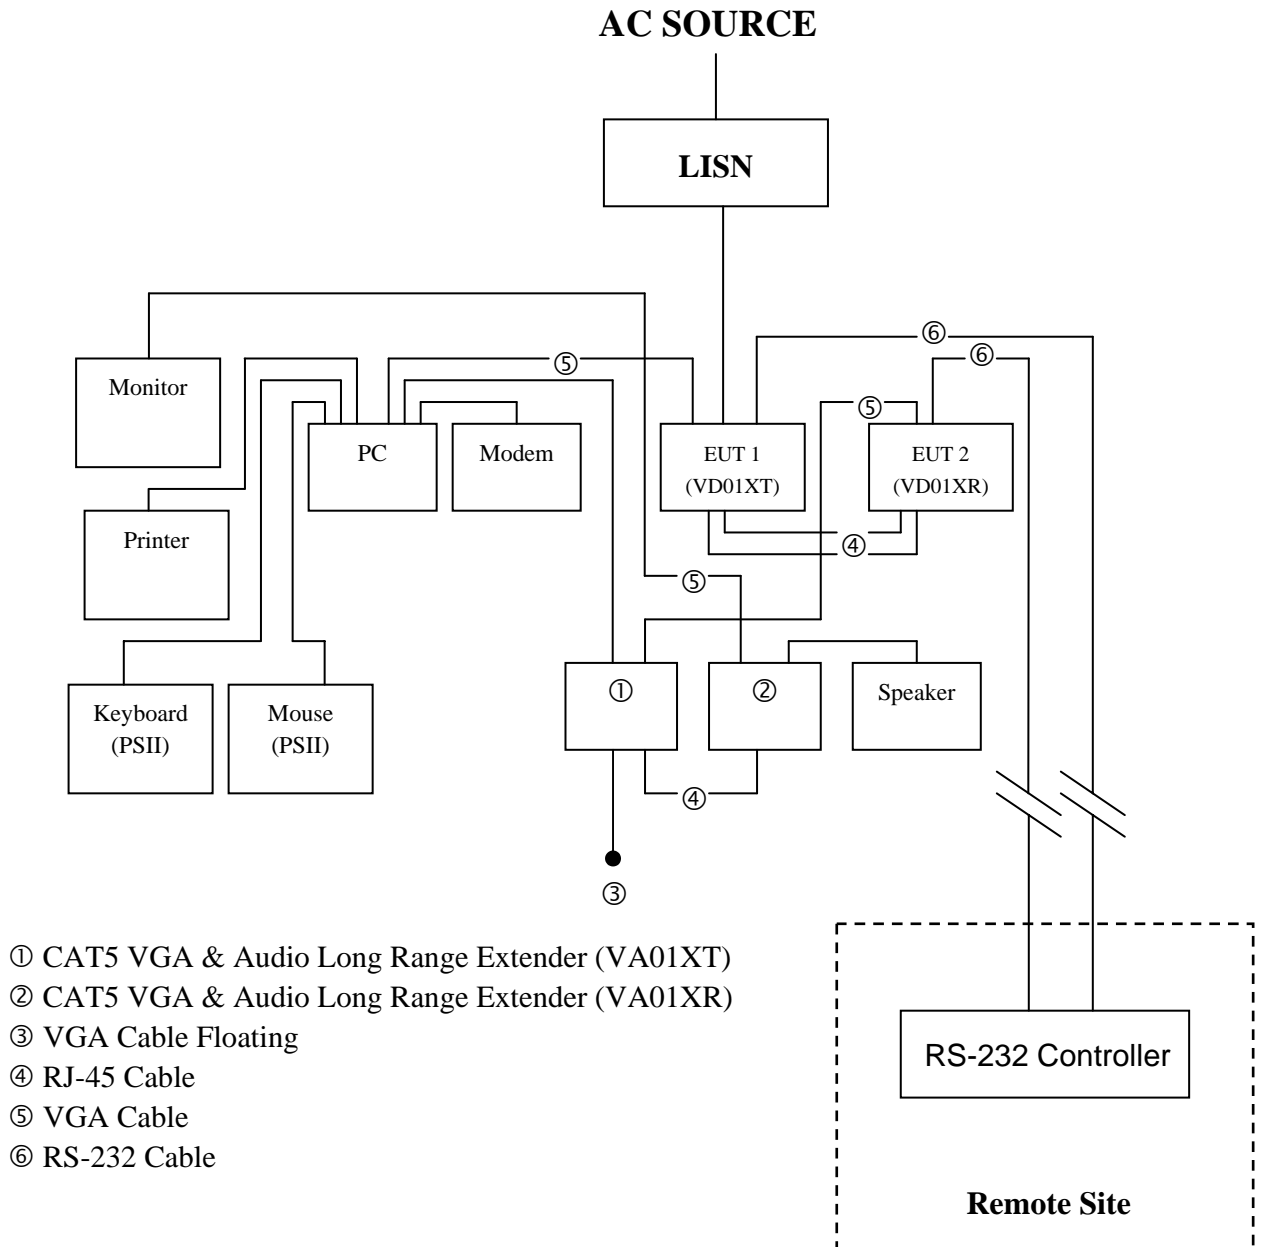 AC SOURCE
LISN
⑥
⑥
⑤
Monitor
⑤
PC
Modem
EUT 1
(VD01XT)
EUT 2
(VD01XR)
Printer
④
⑤
①
②
Speaker
Keyboard
(PSII)
Mouse
(PSII)
④
③
① CAT5 VGA & Audio Long Range Extender (VA01XT)
② CAT5 VGA & Audio Long Range Extender (VA01XR)
③ VGA Cable Floating
④ RJ-45 Cable
⑤ VGA Cable
⑥ RS-232 Cable
RS-232 Controller
Remote Site